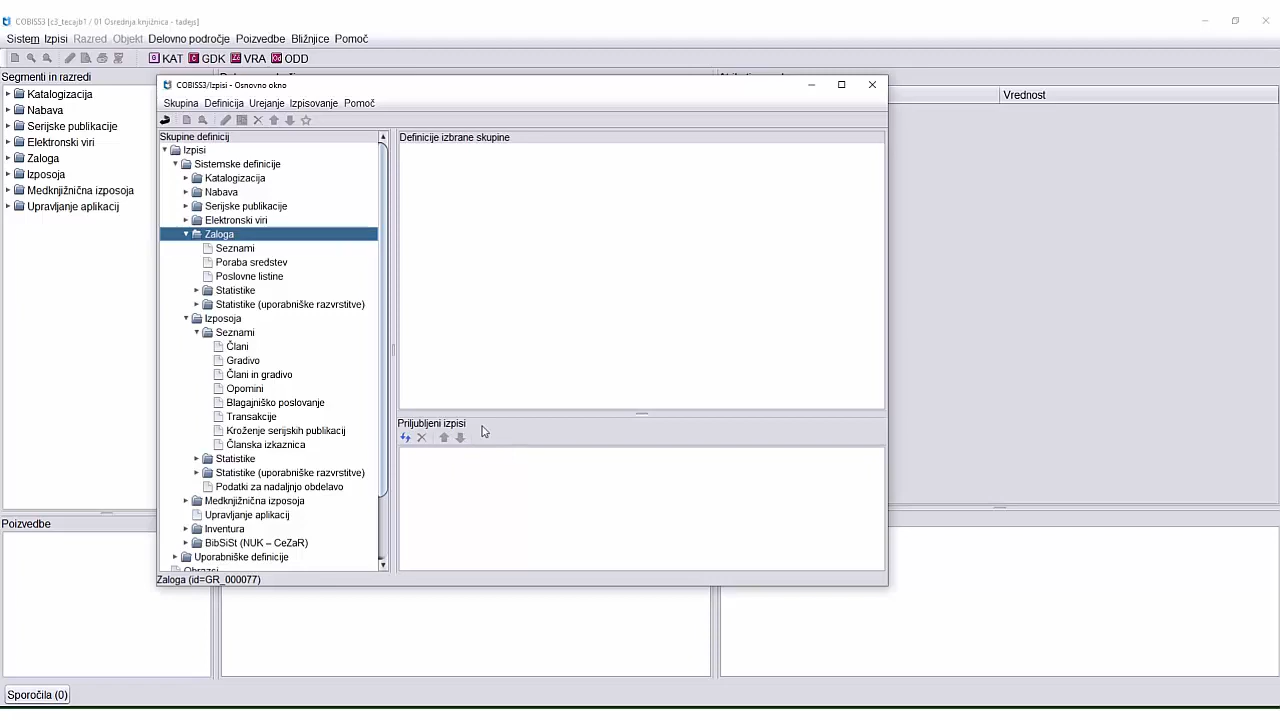 COBISS3 [c3_tecajb1 / 01 Osrednja knjižnica - tadejs]
Sistem Izpisi Razred Objekt Delovno področje Poizvedbe Bližnjice Pomoč
KAT GDK VRA ODD
Segmenti in razredi
Katalogizacija
Nabava
Serijske publikacije
Elektronski viri
Zaloga
Izposoja
Medknjižnična izposoja
Upravljanje aplikacij
Vrednost
COBISS3/Izpisi - Osnovno okno
Skupina Definicija Urejanje Izpisovanje Pomoč
Skupine definicij
Izpisi
Sistemske definicije
Katalogizacija
Nabava
Serijske publikacije
Elektronski viri
Zaloga
Seznami
Poraba sredstev
Poslovne listine
Statistike
Statistike (uporabniške razvrstitve)
Izposoja
Seznami
Člani
Gradivo
Člani in gradivo
Opomini
Blagajniško poslovanje
Transakcije
Kroženje serijskih publikacij
Članska izkaznica
Statistike
Statistike (uporabniške razvrstitve)
Podatki za nadaljnjo obdelavo
Medknjižnična izposoja
Upravljanje aplikacij
Inventura
BibSiSt (NUK – CeZaR)
Uporabniške definicije
Obrazci
Zaloga (id=GR_000077)
Definicije izbrane skupine
Priljubljeni izpisi
Poizvedbe
Sporočila (0)